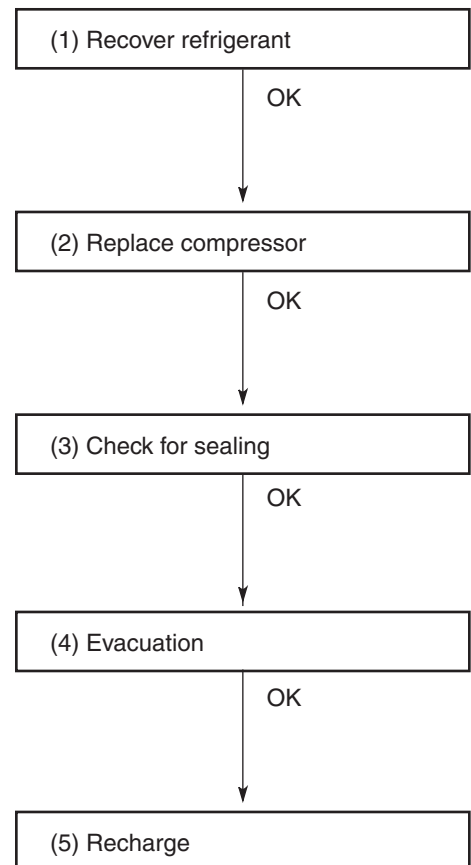 (1) Recover refrigerant
OK
(2) Replace compressor
OK
(3) Check for sealing
OK
(4) Evacuation
OK
(5) Recharge